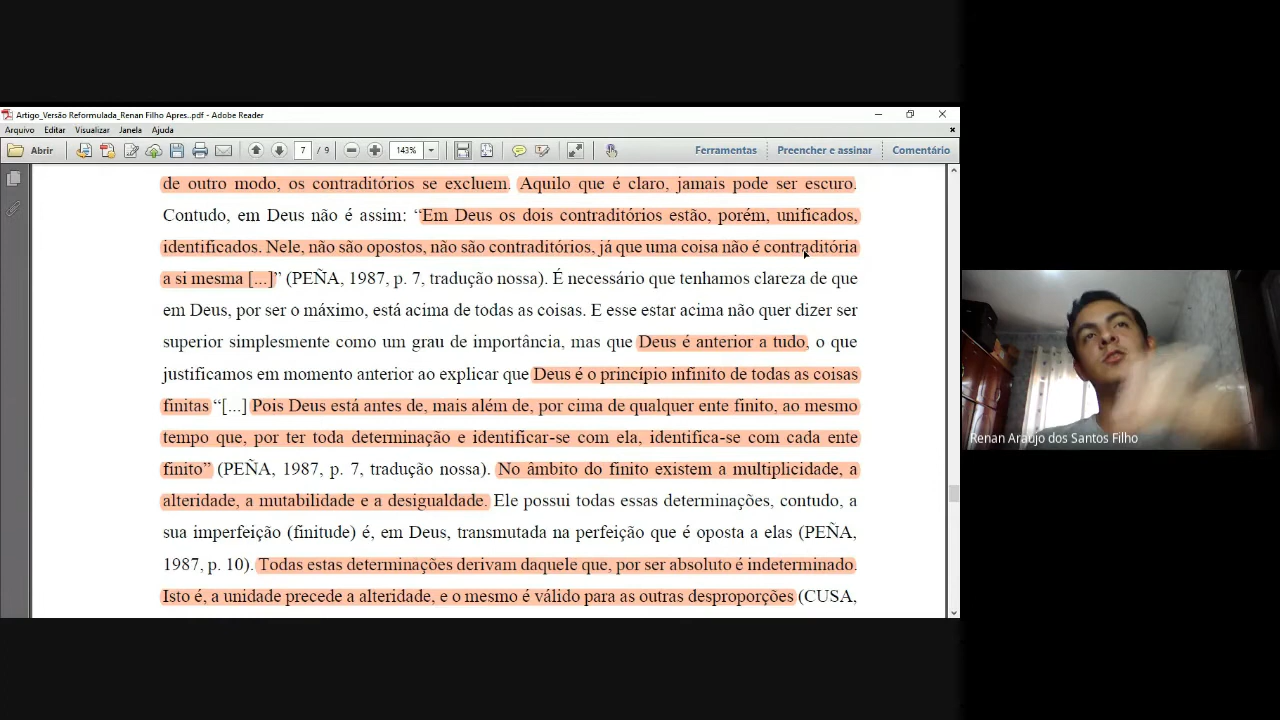 Artigo_Versão Reformulada_Renan Filho Apres..pdf - Adobe Reader
Arquivo Editar Visualizar Janela Ajuda
Abrir 7 / 9 143% Ferramentas Preencher e assinar Comentário
de outro modo, os contraditórios se excluem. Aquilo que é claro, jamais pode ser escuro.
Contudo, em Deus não é assim: “Em Deus os dois contraditórios estão, porém, unificados,
identificados. Nele, não são opostos, não são contraditórios, já que uma coisa não é contraditória
a si mesma [...]” (PEÑA, 1987, p. 7, tradução nossa). É necessário que tenhamos clareza de que
em Deus, por ser o máximo, está acima de todas as coisas. E esse estar acima não quer dizer ser
superior simplesmente como um grau de importância, mas que Deus é anterior a tudo, o que
justificamos em momento anterior ao explicar que Deus é o princípio infinito de todas as coisas
finitas “[...] Pois Deus está antes de, mais além de, por cima de qualquer ente finito, ao mesmo
tempo que, por ter toda determinação e identificar-se com ela, identifica-se com cada ente
finito” (PEÑA, 1987, p. 7, tradução nossa). No âmbito do finito existem a multiplicidade, a
alteridade, a mutabilidade e a desigualdade. Ele possui todas essas determinações, contudo, a
sua imperfeição (finitude) é, em Deus, transmutada na perfeição que é oposta a elas (PEÑA,
1987, p. 10). Todas estas determinações derivam daquele que, por ser absoluto é indeterminado.
Isto é, a unidade precede a alteridade, e o mesmo é válido para as outras desproporções (CUSA,
Renan Araujo dos Santos Filho